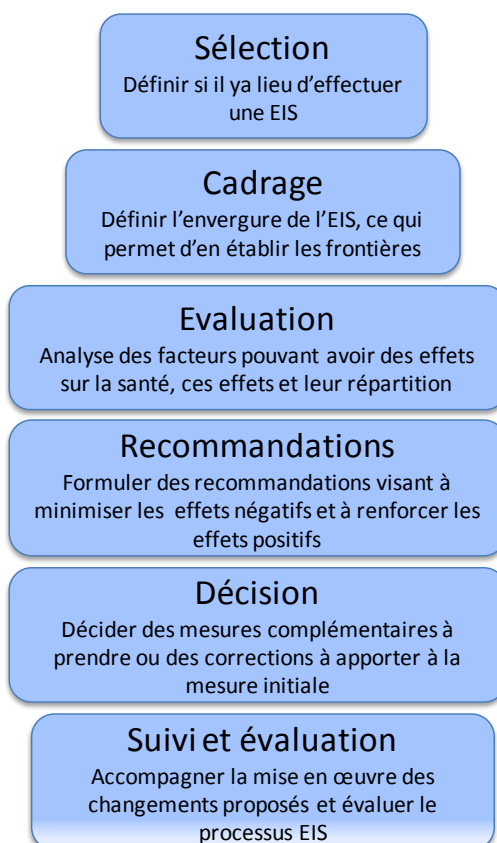 Sélection
Définir si il ya lieu d’effectuer
une EIS
Cadrage
Définir l’envergure de l’EIS, ce qui
permet d’en établir les frontières
Evaluation
Analyse des facteurs pouvant avoir des effets
sur la santé, ces effets et leur répartition
Recommandations
Formuler des recommandations visant à
minimiser les effets négatifs et à renforcer les
effets positifs
Décision
Décider des mesures complémentaires à
prendre ou des corrections à apporter à la
mesure initiale
Suivi et évaluation
Accompagner la mise en œuvre des
changements proposés et évaluer le
processus EIS